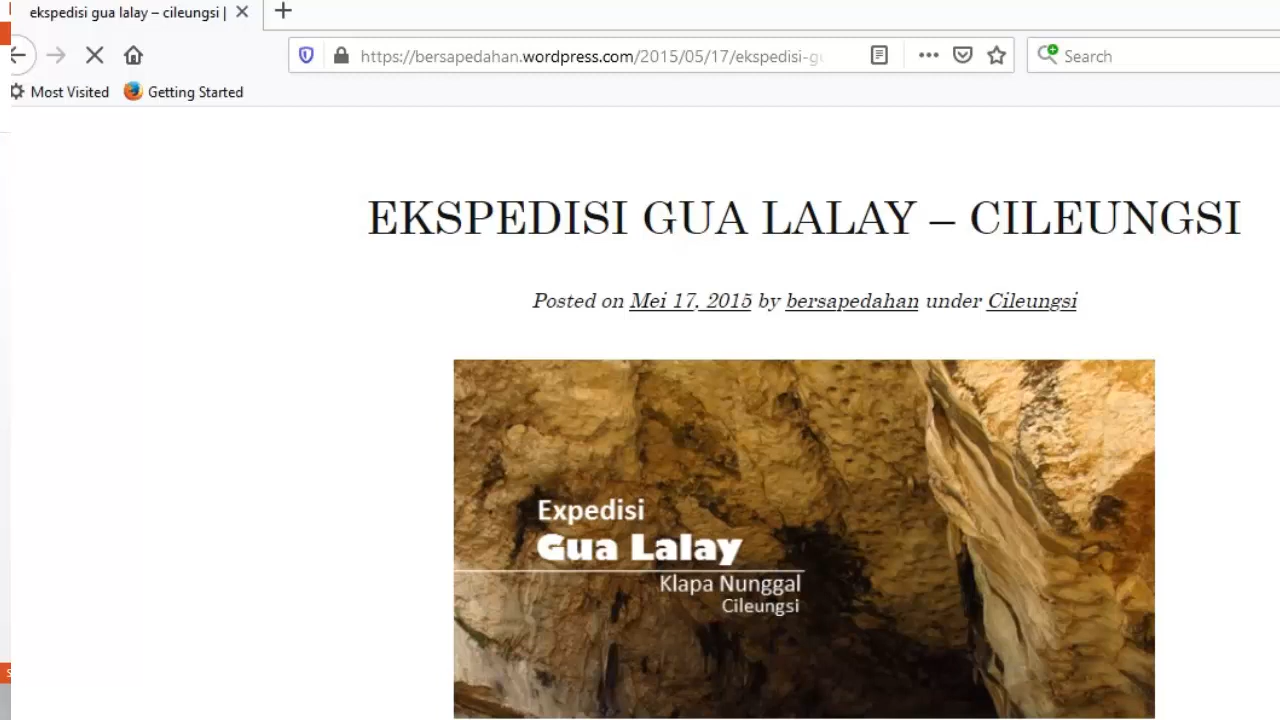 ekspedisi gua lalay – cileungsi |
https://bersapedahan.wordpress.com/2015/05/17/ekspedisi-gu
Search
Most Visited
Getting Started
EKSPEDISI GUA LALAY – CILEUNGSI
Posted on Mei 17, 2015 by bersapedahan under Cileungsi
Expedisi
Gua Lalay
Klapa Nunggal
Cileungsi